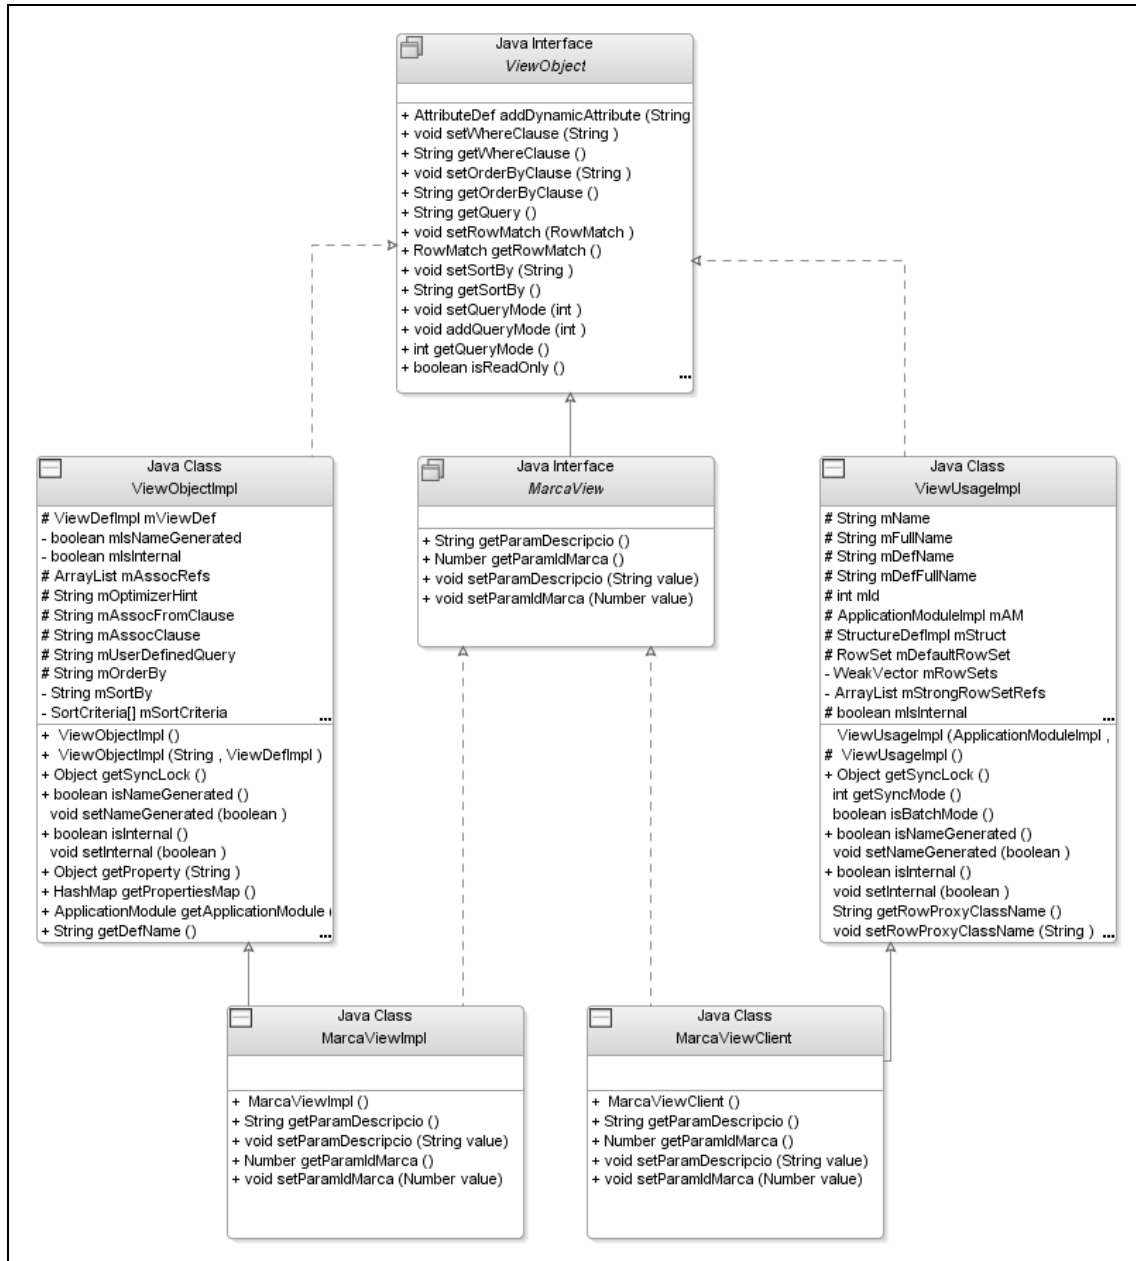 Java Interface
ViewObject
+ AttributeDef addDynamicAttribute (String
+ void setWhereClause (String )
+ String getWhereClause ()
+ void setOrderByClause (String )
+ String getOrderByClause ()
+ String getQuery ()
+ void setRowMatch (RowMatch )
+ RowMatch getRowMatch ()
+ void setSortBy (String )
+ String getSortBy ()
+ void setQueryMode (int )
+ void addQueryMode (int )
+ int getQueryMode ()
+ boolean isReadOnly ()
...
Java Class
ViewObjectImpl
# ViewDefImpl mViewDef
- boolean mIsNameGenerated
- boolean mIsInternal
# ArrayList mAssocRefs
# String mOptimizerHint
# String mAssocFromClause
# String mAssocClause
# String mUserDefinedQuery
# String mOrderBy
- String mSortBy
- SortCriteria[] mSortCriteria
...
+ ViewObjectImpl ()
+ ViewObjectImpl (String , ViewDefImpl )
+ Object getSyncLock ()
+ boolean isNameGenerated ()
void setNameGenerated (boolean )
+ boolean isInternal ()
void setInternal (boolean )
+ Object getProperty (String )
+ HashMap getPropertiesMap ()
+ ApplicationModule getApplicationModule (
+ String getDefName ()
...
Java Interface
MarcaView
+ String getParamDescripcio ()
+ Number getParamIdMarca ()
+ void setParamDescripcio (String value)
+ void setParamIdMarca (Number value)
Java Class
ViewUsageImpl
# String mName
# String mFullName
# String mDefName
# String mDefFullName
# int mId
# ApplicationModuleImpl mAM
# StructureDefImpl mStruct
# RowSet mDefaultRowSet
- WeakVector mRowSets
- ArrayList mStrongRowSetRefs
# boolean mIsInternal
...
ViewUsageImpl (ApplicationModuleImpl ,
# ViewUsageImpl ()
+ Object getSyncLock ()
int getSyncMode ()
boolean isBatchMode ()
+ boolean isNameGenerated ()
void setNameGenerated (boolean )
+ boolean isInternal ()
void setInternal (boolean )
String getRowProxyClassName ()
void setRowProxyClassName (String )
...
Java Class
MarcaViewImpl
+ MarcaViewImpl ()
+ String getParamDescripcio ()
+ void setParamDescripcio (String value)
+ Number getParamIdMarca ()
+ void setParamIdMarca (Number value)
Java Class
MarcaViewClient
+ MarcaViewClient ()
+ String getParamDescripcio ()
+ Number getParamIdMarca ()
+ void setParamDescripcio (String value)
+ void setParamIdMarca (Number value)